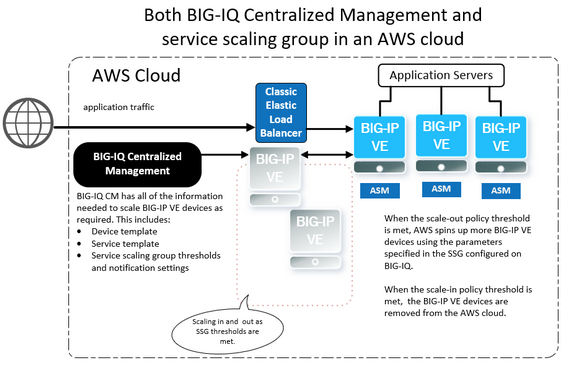 Both BIG-IQ Centralized Management and
service scaling group in an AWS cloud
AWS Cloud
application traffic
Classic
Elastic
Load
Balancer
Application Servers
BIG-IP
VE
BIG-IP
VE
BIG-IP
VE
ASM
ASM
ASM
BIG-IQ Centralized
Management
BIG-IP
VE
BIG-IP
VE
BIG-IQ CM has all of the information
needed to scale BIG-IP VE devices as
required. This includes:
• Device template
• Service template
• Service scaling group thresholds
and notification settings
Scaling in and out as
SSG thresholds are
met.
When the scale-out policy threshold
is met, AWS spins up more BIG-IP VE
devices using the parameters
specified in the SSG configured on
BIG-IQ.
When the scale-in policy threshold is
met, the BIG-IP VE devices are
removed from the AWS cloud.